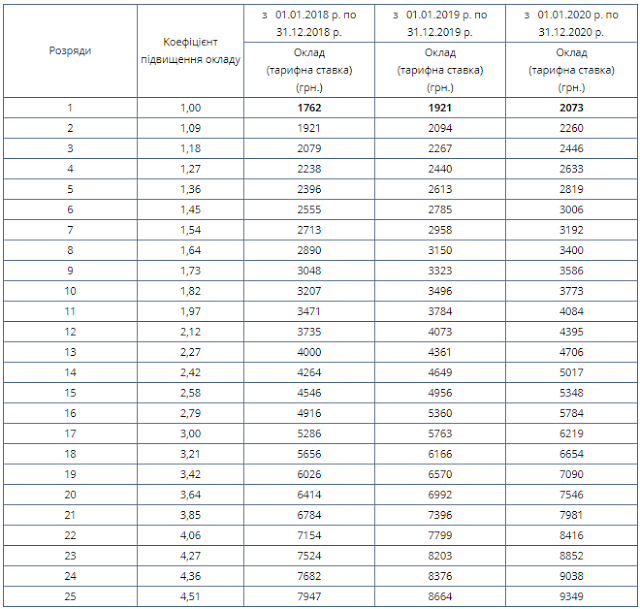 Розряди Коефіцієнт підвищення окладу з 01.01.2018 р. по 31.12.2018 р. з 01.01.2019 р. по 31.12.2019 р. з 01.01.2020 р. по 31.12.2020 р.
Оклад (тарифна ставка) (грн.) Оклад (тарифна ставка) (грн.) Оклад (тарифна ставка) (грн.)
1 1,00 1762 1921 2073
2 1,09 1921 2094 2260
3 1,18 2079 2267 2446
4 1,27 2238 2440 2633
5 1,36 2396 2613 2819
6 1,45 2555 2785 3006
7 1,54 2713 2958 3192
8 1,64 2890 3150 3400
9 1,73 3048 3323 3586
10 1,82 3207 3496 3773
11 1,97 3471 3784 4084
12 2,12 3735 4073 4395
13 2,27 4000 4361 4706
14 2,42 4264 4649 5017
15 2,58 4546 4956 5348
16 2,79 4916 5360 5784
17 3,00 5286 5763 6219
18 3,21 5656 6166 6654
19 3,42 6026 6570 7090
20 3,64 6414 6992 7546
21 3,85 6784 7396 7981
22 4,06 7154 7799 8416
23 4,27 7524 8203 8852
24 4,36 7682 8376 9038
25 4,51 7947 8664 9349